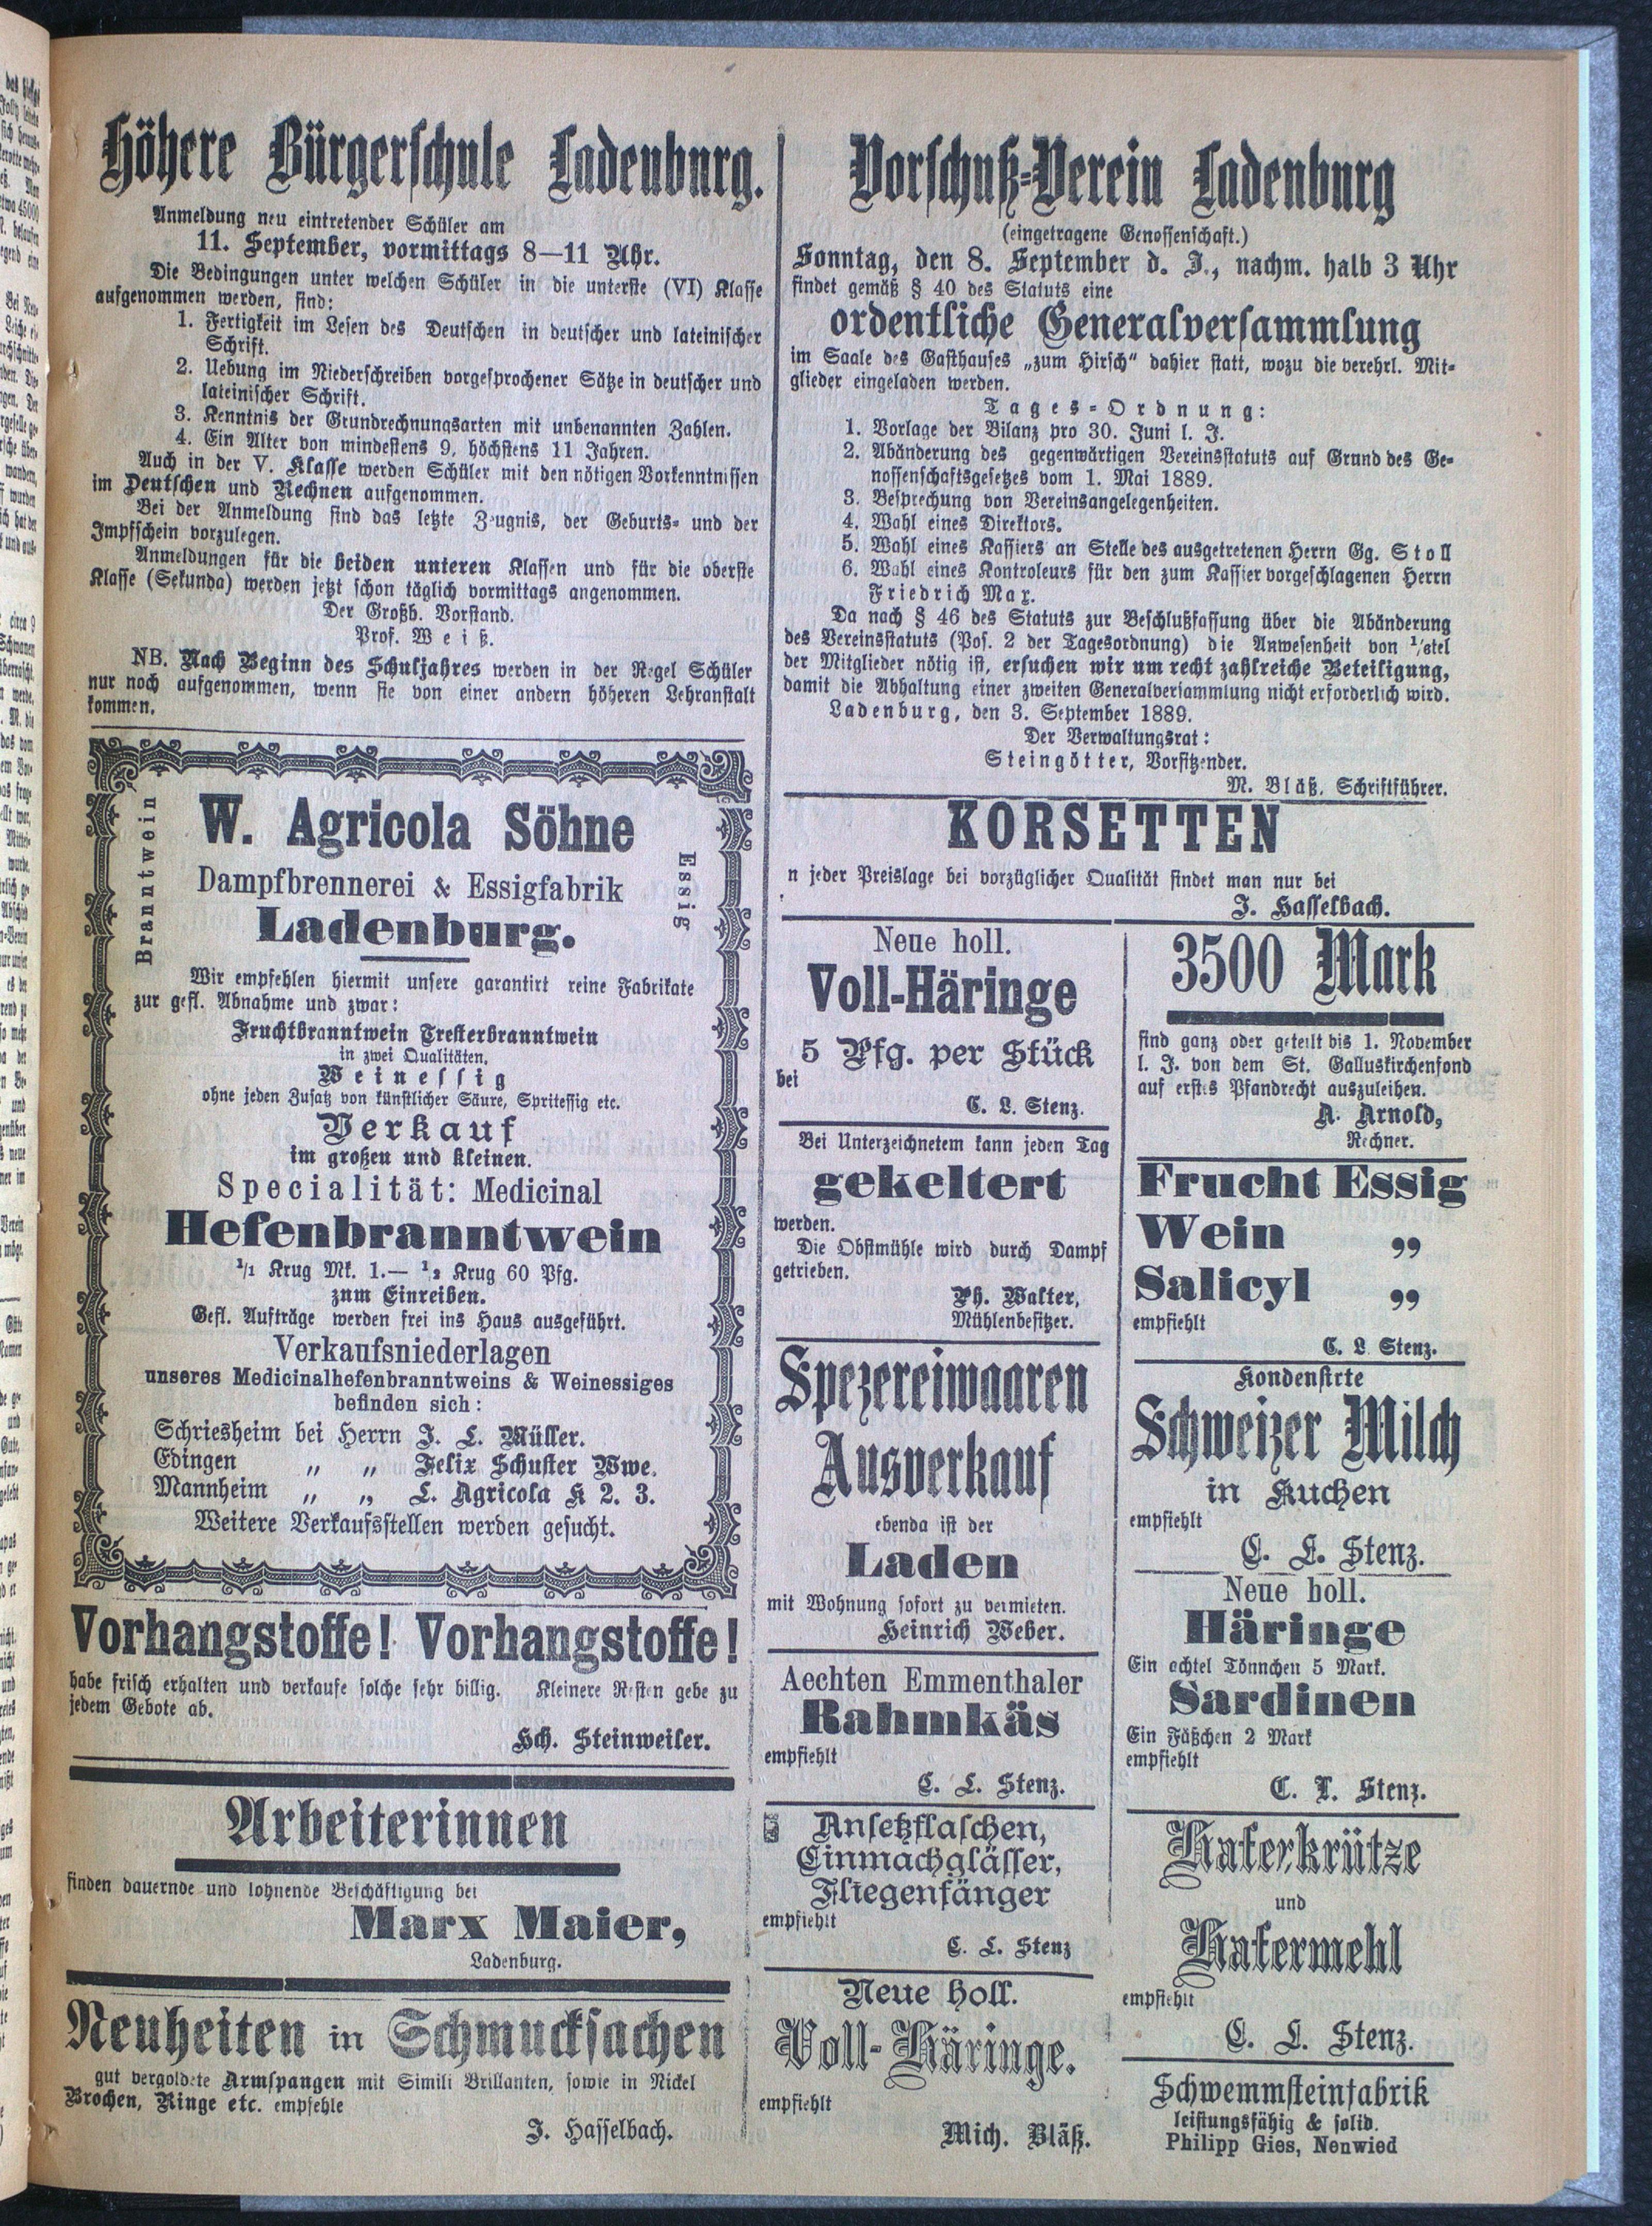 Höhere Bürgerschule Ladenburg.
Anmeldung neu eintretender Schüler am
11. September, vormittags 8—11 Uhr.
Die Bedingungen unter welchen Schüler in die unterste (VI) Klasse
aufgenommen werden, sind:
1. Fertigkeit im Lesen des Deutschen in deutscher und lateinischer
Schrift.
2. Uebung im Niederschreiben vorgesprochener Sätze in deutscher und
lateinischer Schrift.
3. Kenntnis der Grundrechnungsarten mit unbenannten Zahlen.
4. Ein Alter von mindestens 9, höchstens 11 Jahren.
Auch in der V. Klasse werden Schüler mit den nötigen Vorkenntnissen
im Deutschen und Rechnen aufgenommen.
Bei der Anmeldung sind das letzte Zeugnis, der Geburts- und der
Impfschein vorzulegen.
Anmeldungen für die beiden unteren Klassen und für die oberste
Klasse (Sekunda) werden jetzt schon täglich vormittags angenommen.
Der Großh. Vorstand.
Prof. Weiß.
NB. Nach Beginn des Schuljahres werden in der Regel Schüler
nur noch aufgenommen, wenn sie von einer andern höheren Lehranstalt
kommen.
Branntwein
Essig
W. Agricola Söhne
Dampfbrennerei & Essigfabrik
Ladenburg.
Wir empfehlen hiermit unsere garantirt reine Fabrikate
zur gefl. Abnahme und zwar:
Fruchtbranntwein Tresterbranntwein
in zwei Qualitäten.
Weinessig
ohne jeden Zusatz von künstlicher Säure, Spritessig etc.
Verkauf
im großen und kleinen.
Specialität: Medicinal
Hefenbranntwein
1/1 Krug Mk. 1.— 1/2 Krug 60 Pfg.
zum Einreiben.
Gefl. Aufträge werden frei ins Haus ausgeführt.
Verkaufsniederlagen
unseres Medicinalhefenbranntweins & Weinessiges
befinden sich:
Schriesheim bei Herrn J. L. Müller.
Edingen „ „ Felix Schuster Wwe.
Mannheim „ „ L. Agricola K 2. 3.
Weitere Verkaufsstellen werden gesucht.
Vorhangstoffe! Vorhangstoffe!
habe frisch erhalten und verkaufe solche sehr billig. Kleinere Resten gebe zu
jedem Gebote ab.
Hch. Steinweiler.
Arbeiterinnen
finden dauernde und lohnende Beschäftigung bei
Marx Maier,
Ladenburg.
Neuheiten in Schmucksachen
gut vergoldete Armspangen mit Simili Brillanten, sowie in Nickel
Brochen, Ringe etc. empfehle
J. Hasselbach.
Vorschuß-Verein Ladenburg
(eingetragene Genossenschaft.)
Sonntag, den 8. September d. J., nachm. halb 3 Uhr
findet gemäß § 40 des Statuts eine
ordentliche Generalversammlung
im Saale des Gasthauses „zum Hirsch“ dahier statt, wozu die verehrl. Mit-
glieder eingeladen werden.
Tages-Ordnung:
1. Vorlage der Bilanz pro 30. Juni l. J.
2. Abänderung des gegenwärtigen Vereinsstatuts auf Grund des Ge-
nossenschaftsgesetzes vom 1. Mai 1889.
3. Besprechung von Vereinsangelegenheiten.
4. Wahl eines Direktors.
5. Wahl eines Kassiers an Stelle des ausgetretenen Herrn Gg. Stoll
6. Wahl eines Kontroleurs für den zum Kassier vorgeschlagenen Herrn
Friedrich Max.
Da nach § 46 des Statuts zur Beschlußfassung über die Abänderung
des Vereinsstatuts (Pos. 2 der Tagesordnung) die Anwesenheit von
der Mitglieder nötig ist, ersuchen wir um recht zahlreiche Beteiligung,
damit die Abhaltung einer zweiten Generalversammlung nicht erforderlich wird.
Ladenburg, den 3. September 1889.
Der Verwaltungsrat:
Steingötter, Vorsitzender.
M. Bläß, Schriftführer.
KORSETTEN
n jeder Preislage bei vorzüglicher Qualität findet man nur bei
J. Hasselbach.
Neue holl.
Voll-Häringe
5 Pfg. per Stück
bei
C. L. Stenz.
Bei Unterzeichnetem kann jeden Tag
gekeltert
werden.
Die Obstmühle wird durch Dampf
getrieben.
Ph. Walter,
Mühlenbesitzer.
Spezereiwaaren
Ausverkauf
ebenda ist der
Laden
mit Wohnung sofort zu vermieten.
Heinrich Weber.
Aechten Emmenthaler
Rahmkäs
empfiehlt
C. L. Stenz.
Ansetzflaschen,
Einmachglässer,
Fliegenfänger
empfiehlt
C. L. Stenz
Neue holl.
Voll-Häringe.
empfiehlt
Mich. Bläß.
3500 Mark
sind ganz oder geteilt bis 1. November
l. J. von dem St. Galluskirchenfond
auf erstes Pfandrecht auszuleihen.
A. Arnold,
Rechner.
Frucht Essig
Wein „
Salicyl „
empfiehlt
C. L. Stenz.
Kondensirte
Schweizer Milch
in Kuchen
empfiehlt
C. L. Stenz.
Neue holl.
Häringe
Ein achtel Tönnchen 5 Mark.
Sardinen
Ein Fäßchen 2 Mark
empfiehlt
C. L. Stenz.
Haferkrütze
und
Hafermehl
empfiehlt
C. L. Stenz.
Schwemmsteinfabrik
leistungsfähig & solid.
Philipp Gies, Neuwied